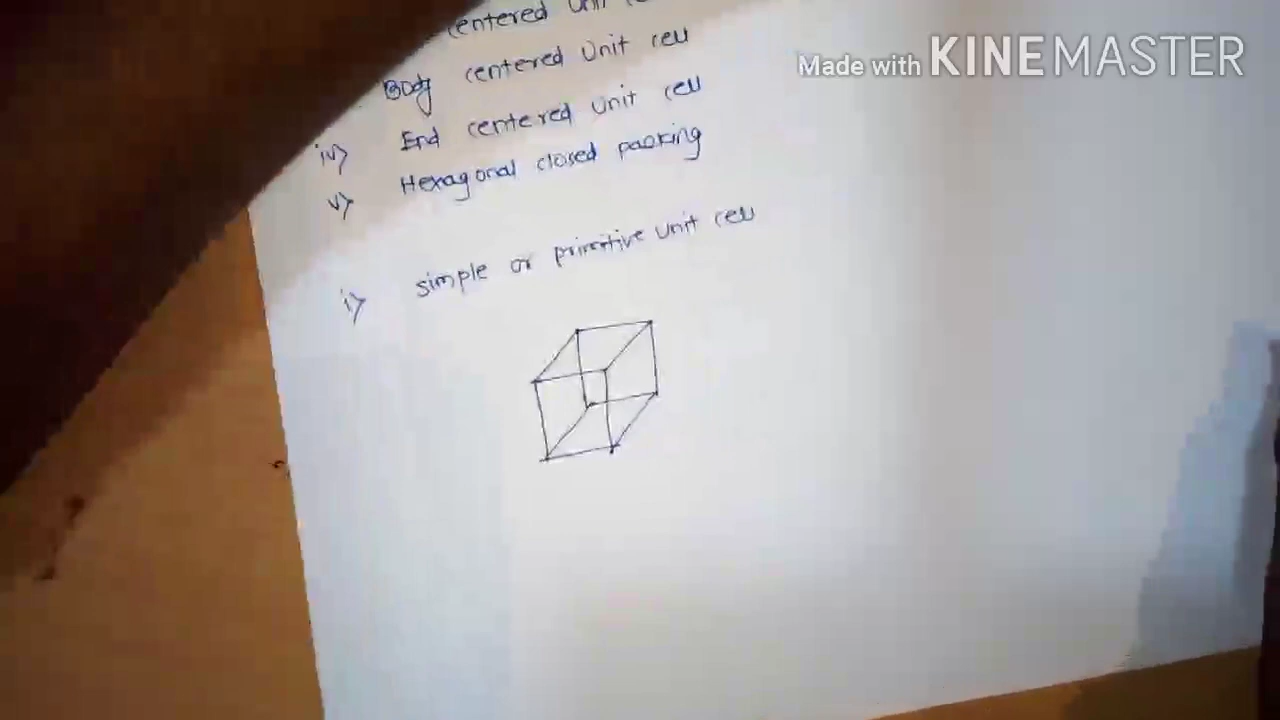 centered Unit
Body centered Unit cell
iv> End centered Unit cell
v> Hexagonal closed packing
i> simple or primitive Unit cell
Made with KINEMASTER